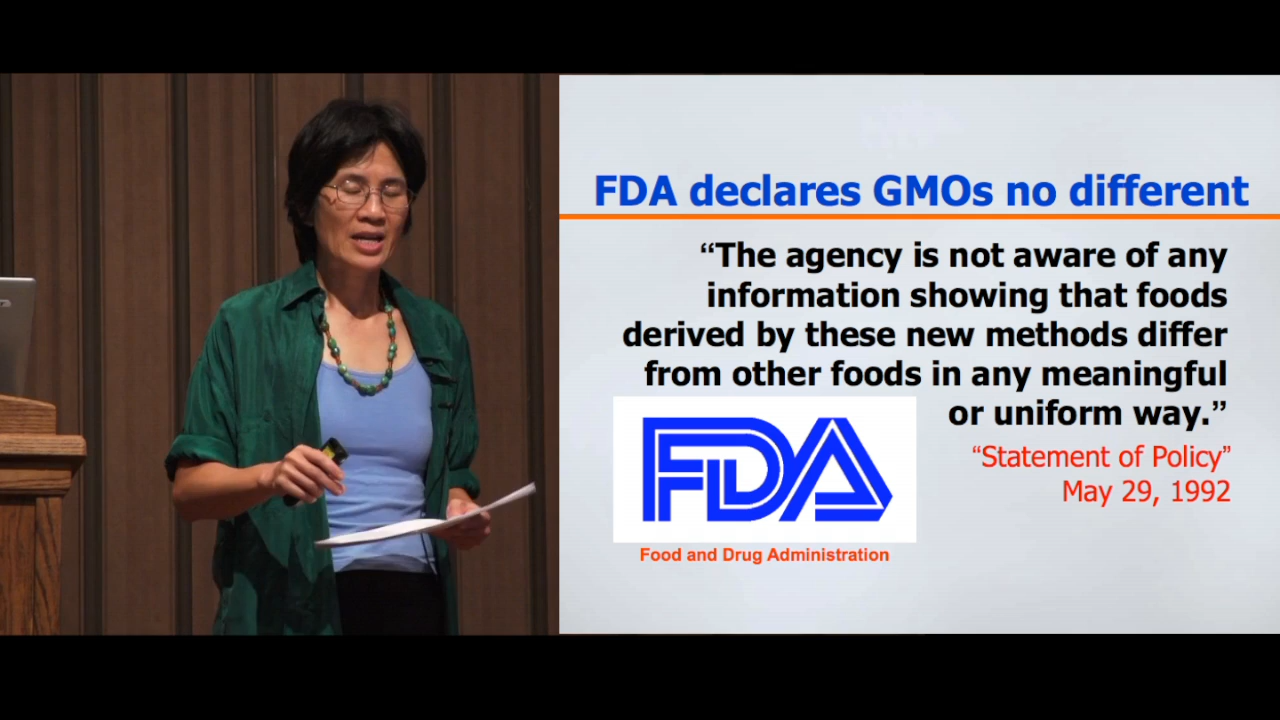 FDA declares GMOs no different
“The agency is not aware of any
information showing that foods
derived by these new methods differ
from other foods in any meaningful
or uniform way.”
“Statement of Policy”
May 29, 1992
FDA
Food and Drug Administration